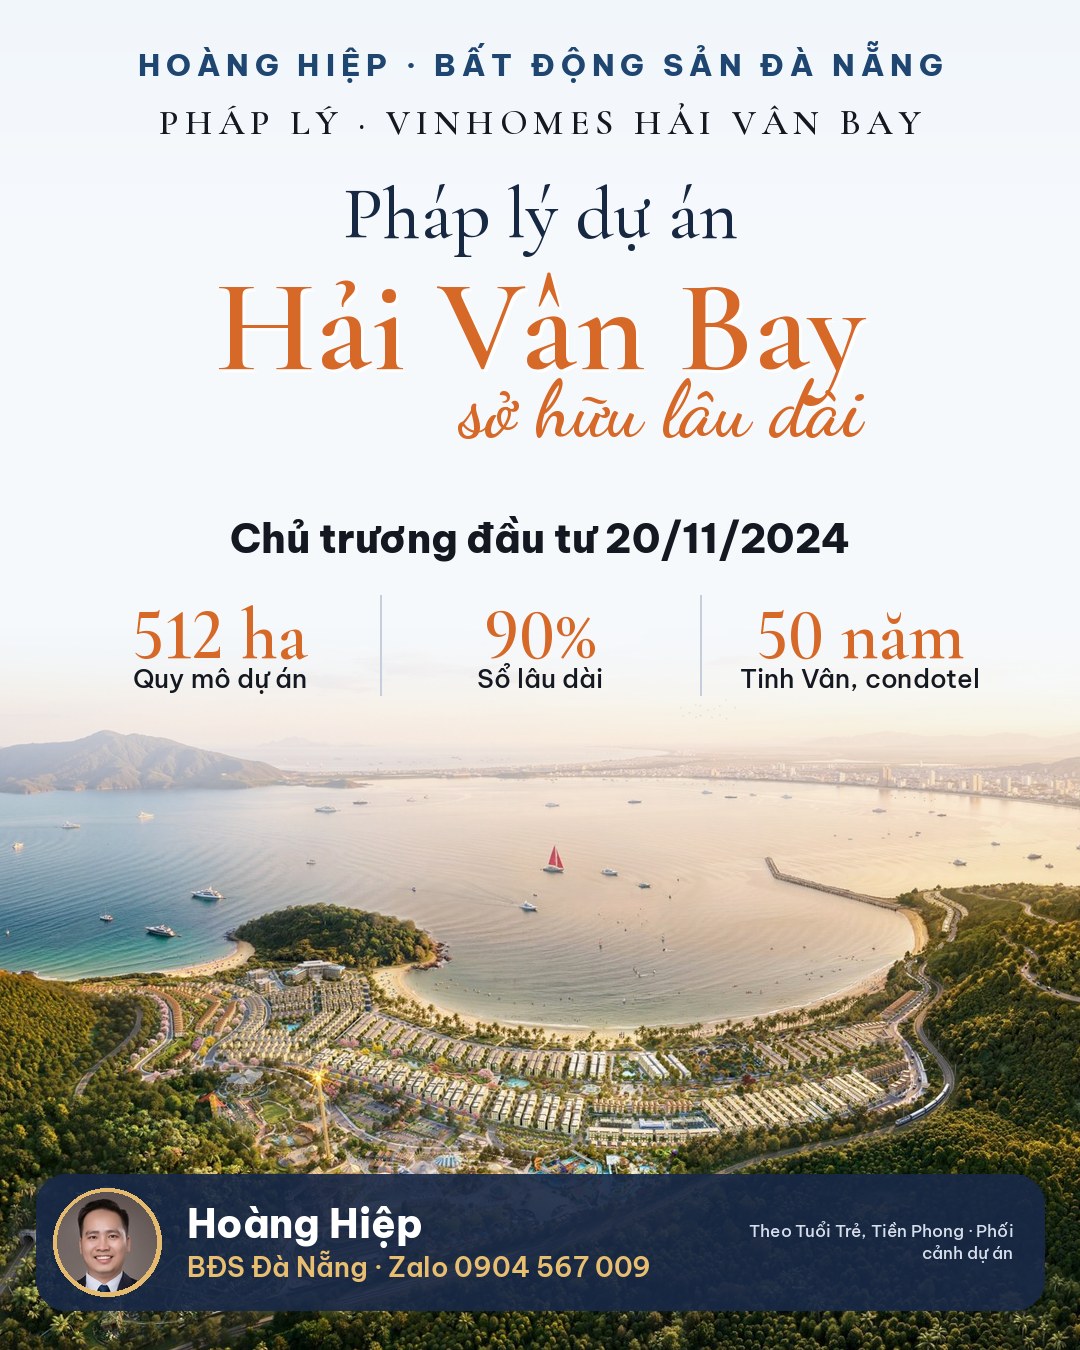 HOÀNG HIỆP · BẤT ĐỘNG SẢN ĐÀ NẴNG
PHÁP LÝ · VINHOMES HẢI VÂN BAY
Pháp lý dự án
Hải Vân Bay
sở hữu lâu dài
Chủ trương đầu tư 20/11/2024
512 ha
Quy mô dự án
90%
Sổ lâu dài
50 năm
Tinh Vân, condotel
Hoàng Hiệp
BĐS Đà Nẵng · Zalo 0904 567 009
Theo Tuổi Trẻ, Tiền Phong · Phối
cảnh dự án